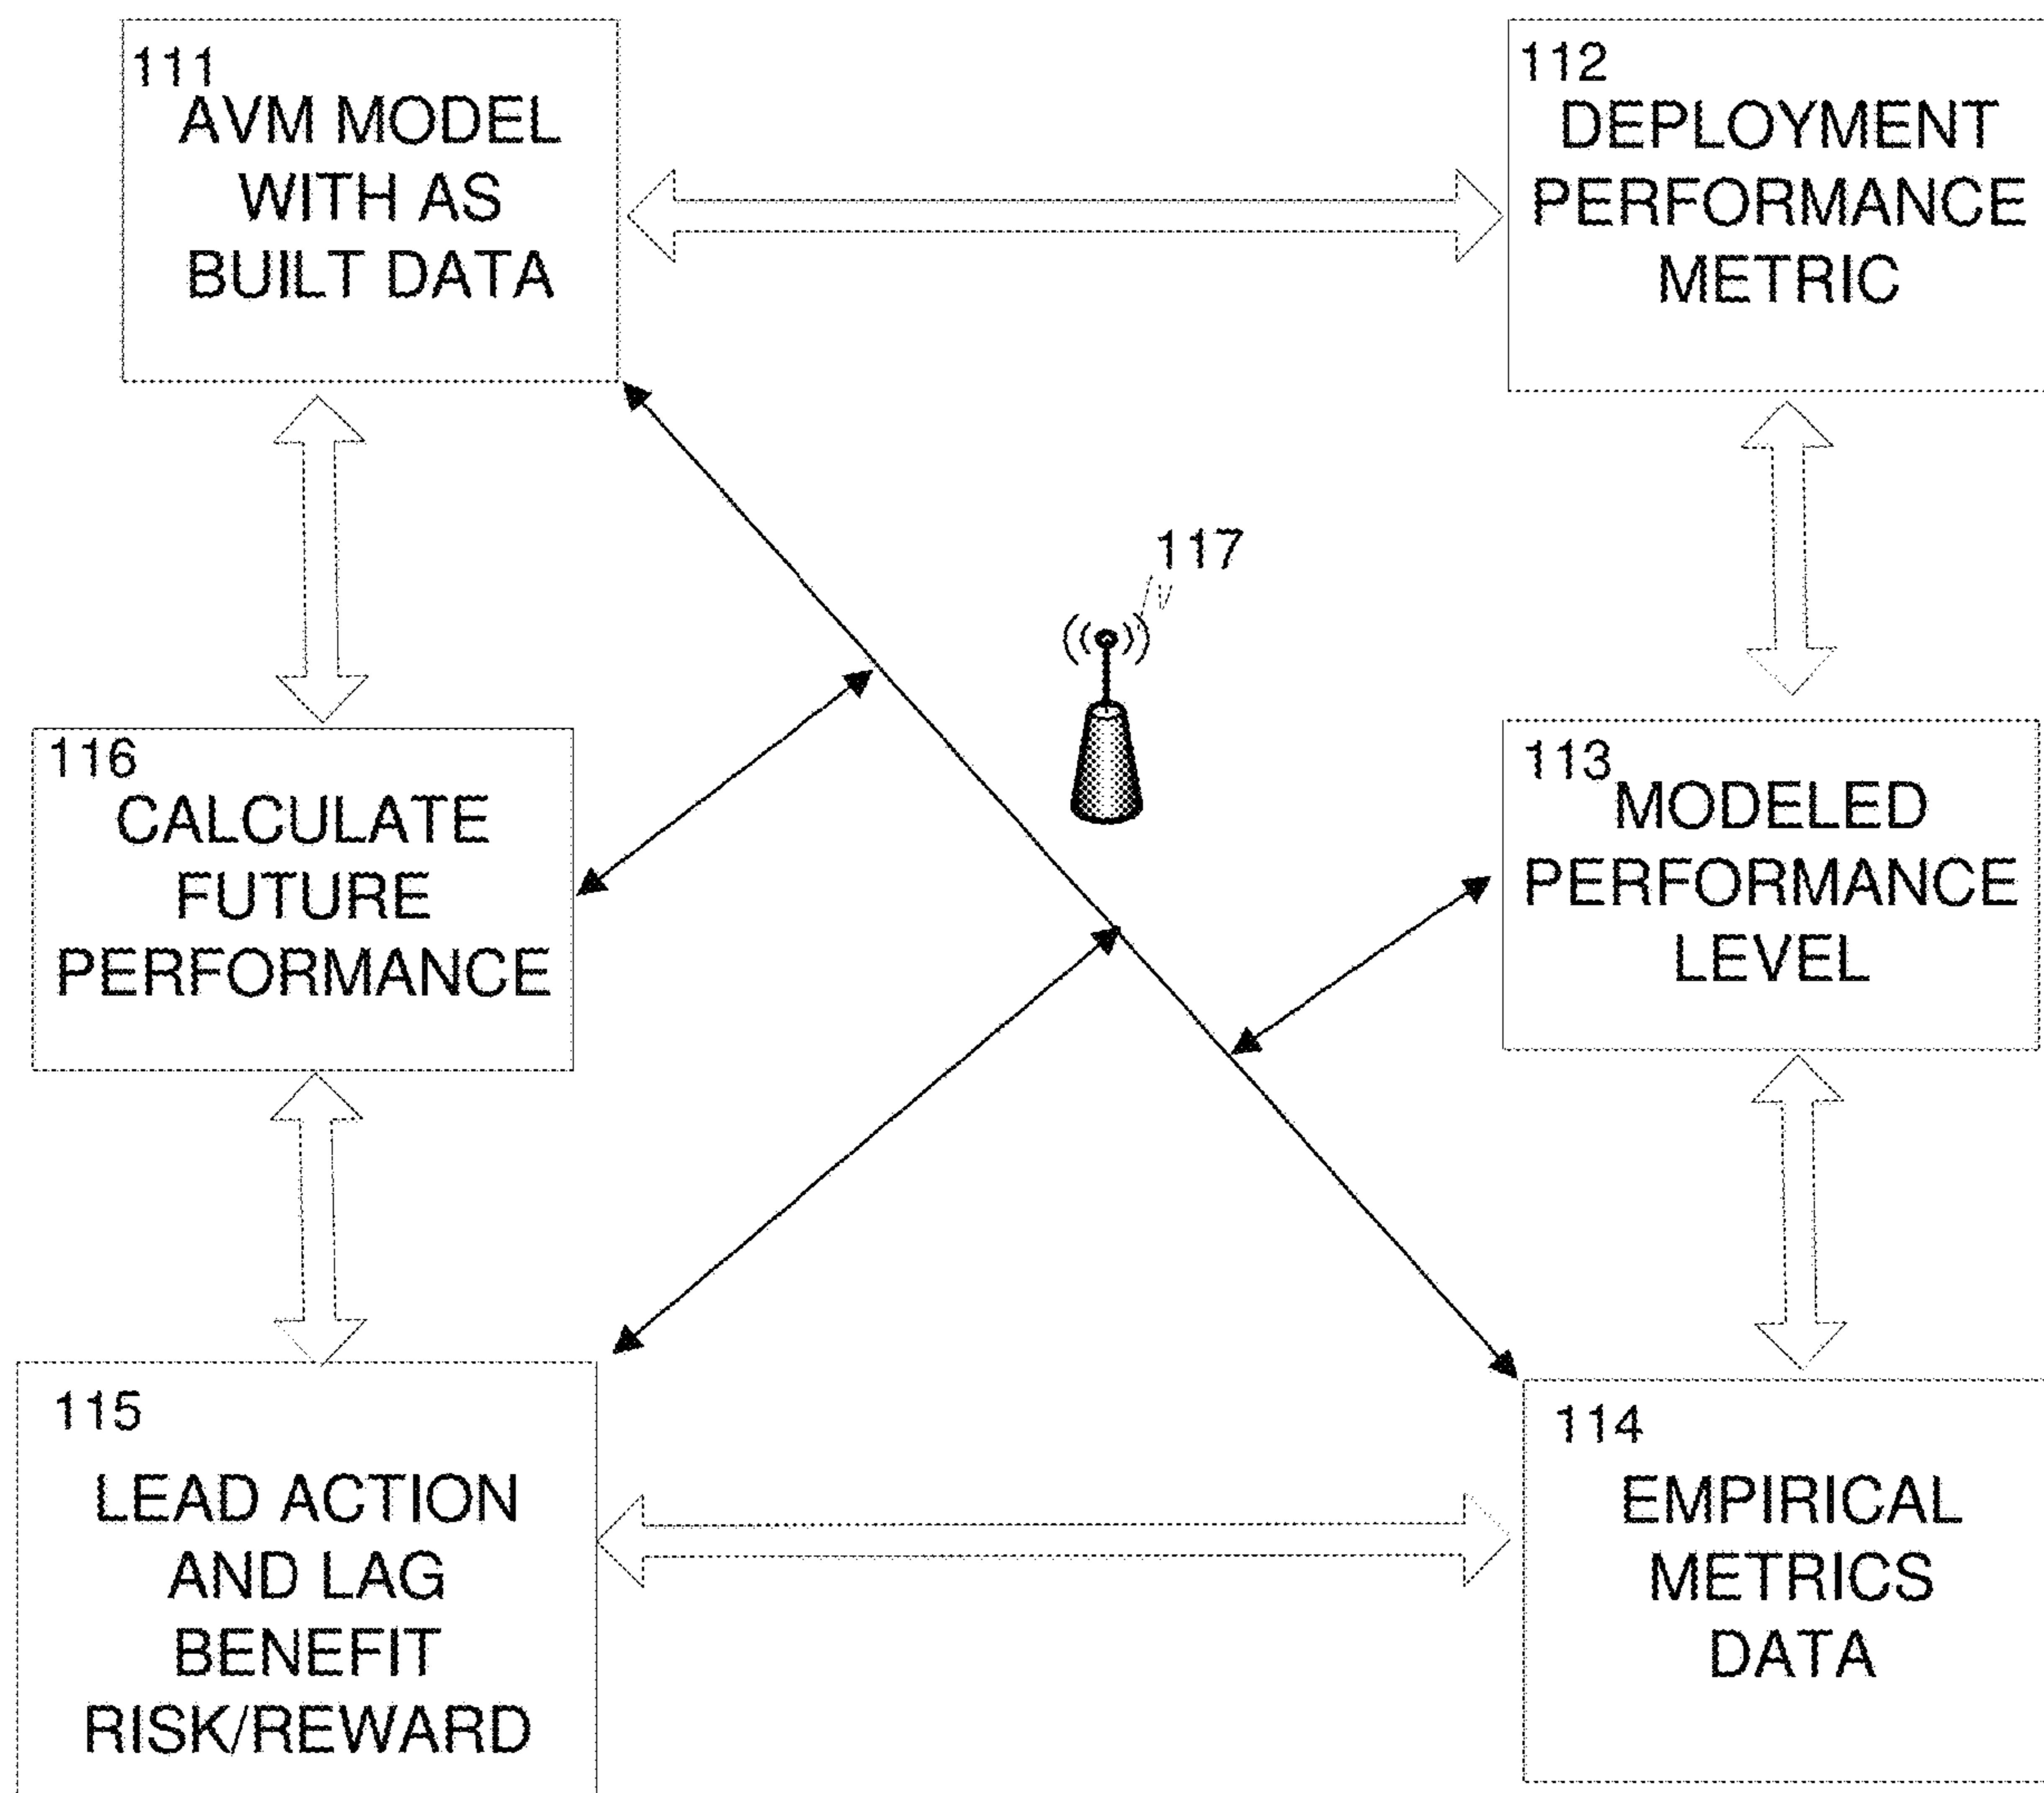 111
AVM MODEL
WITH AS
BUILT DATA
112
DEPLOYMENT
PERFORMANCE
METRIC
117
116
CALCULATE
FUTURE
PERFORMANCE
113
MODELED
PERFORMANCE
LEVEL
115
LEAD ACTION
AND LAG
BENEFIT
RISK/REWARD
114
EMPIRICAL
METRICS
DATA